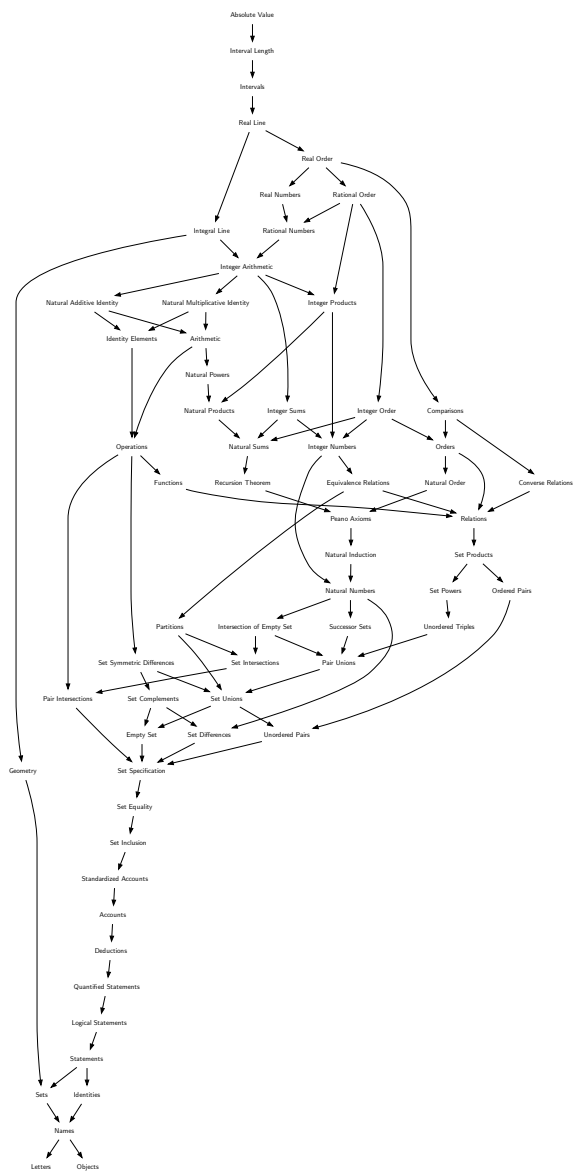 Absolute Value
Interval Length
Intervals
Real Line
Real Order
Real Numbers Rational Order
Integral Line Rational Numbers
Integer Arithmetic
Natural Additive Identity Natural Multiplicative Identity Integer Products
Identity Elements Arithmetic
Natural Powers
Natural Products Integer Sums Integer Order Comparisons
Operations Natural Sums Integer Numbers Orders
Functions Recursion Theorem Equivalence Relations Natural Order Converse Relations
Peano Axioms Relations
Natural Induction Set Products
Natural Numbers Set Powers Ordered Pairs
Partitions Intersection of Empty Set Successor Sets Unordered Triples
Set Symmetric Differences Set Intersections Pair Unions
Pair Intersections Set Complements Set Unions
Empty Set Set Differences Unordered Pairs
Geometry Set Specification
Set Equality
Set Inclusion
Standardized Accounts
Accounts
Deductions
Quantified Statements
Logical Statements
Statements
Sets Identities
Names
Letters Objects